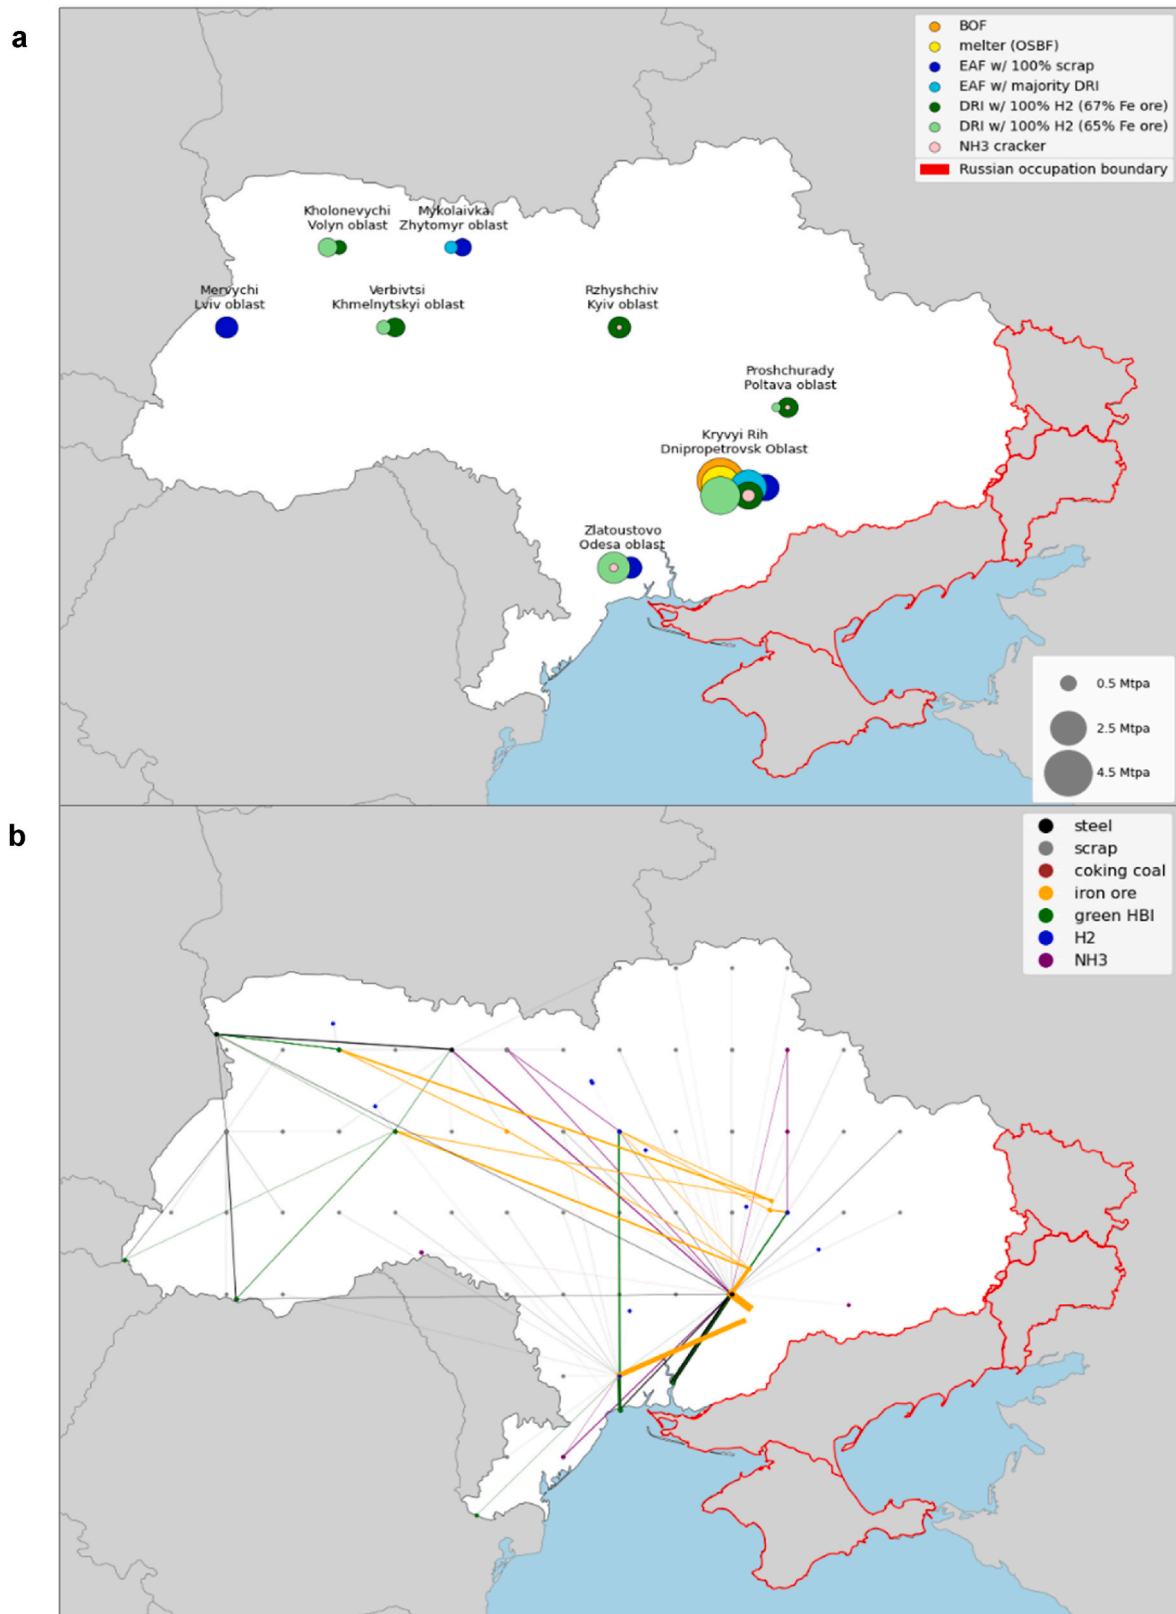 a
BOF
melter (OSBF)
EAF w/ 100% scrap
EAF w/ majority DRI
DRI w/ 100% H2 (67% Fe ore)
DRI w/ 100% H2 (65% Fe ore)
NH3 cracker
Russian occupation boundary
Kholonevychi
Volyn oblast
Mykolaivka
Zhytomyr oblast
Mervychi
Lviv oblast
Verbivtsi
Khmelnytskyi oblast
Rzhyshchiv
Kyiv oblast
Proshchurady
Poltava oblast
Kryvyi Rih
Dnipropetrovsk Oblast
Zlatoustovo
Odesa oblast
0.5 Mtpa
2.5 Mtpa
4.5 Mtpa
b
steel
scrap
coking coal
iron ore
green HBI
H2
NH3